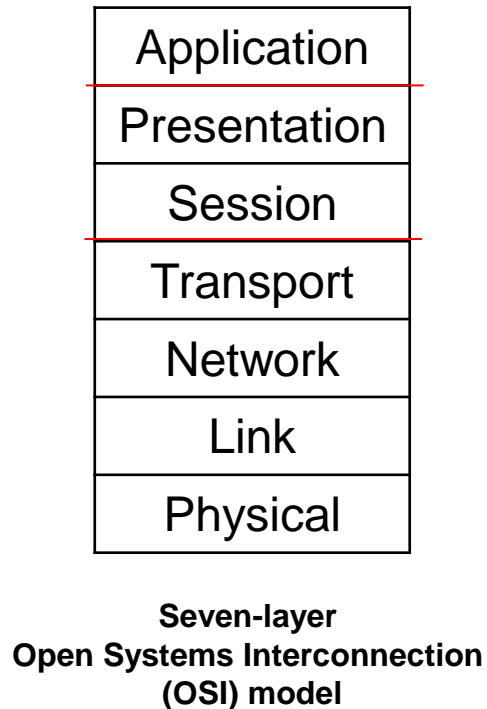 Application
Presentation
Session
Transport
Network
Link
Physical
Seven-layer
Open Systems Interconnection
(OSI) model